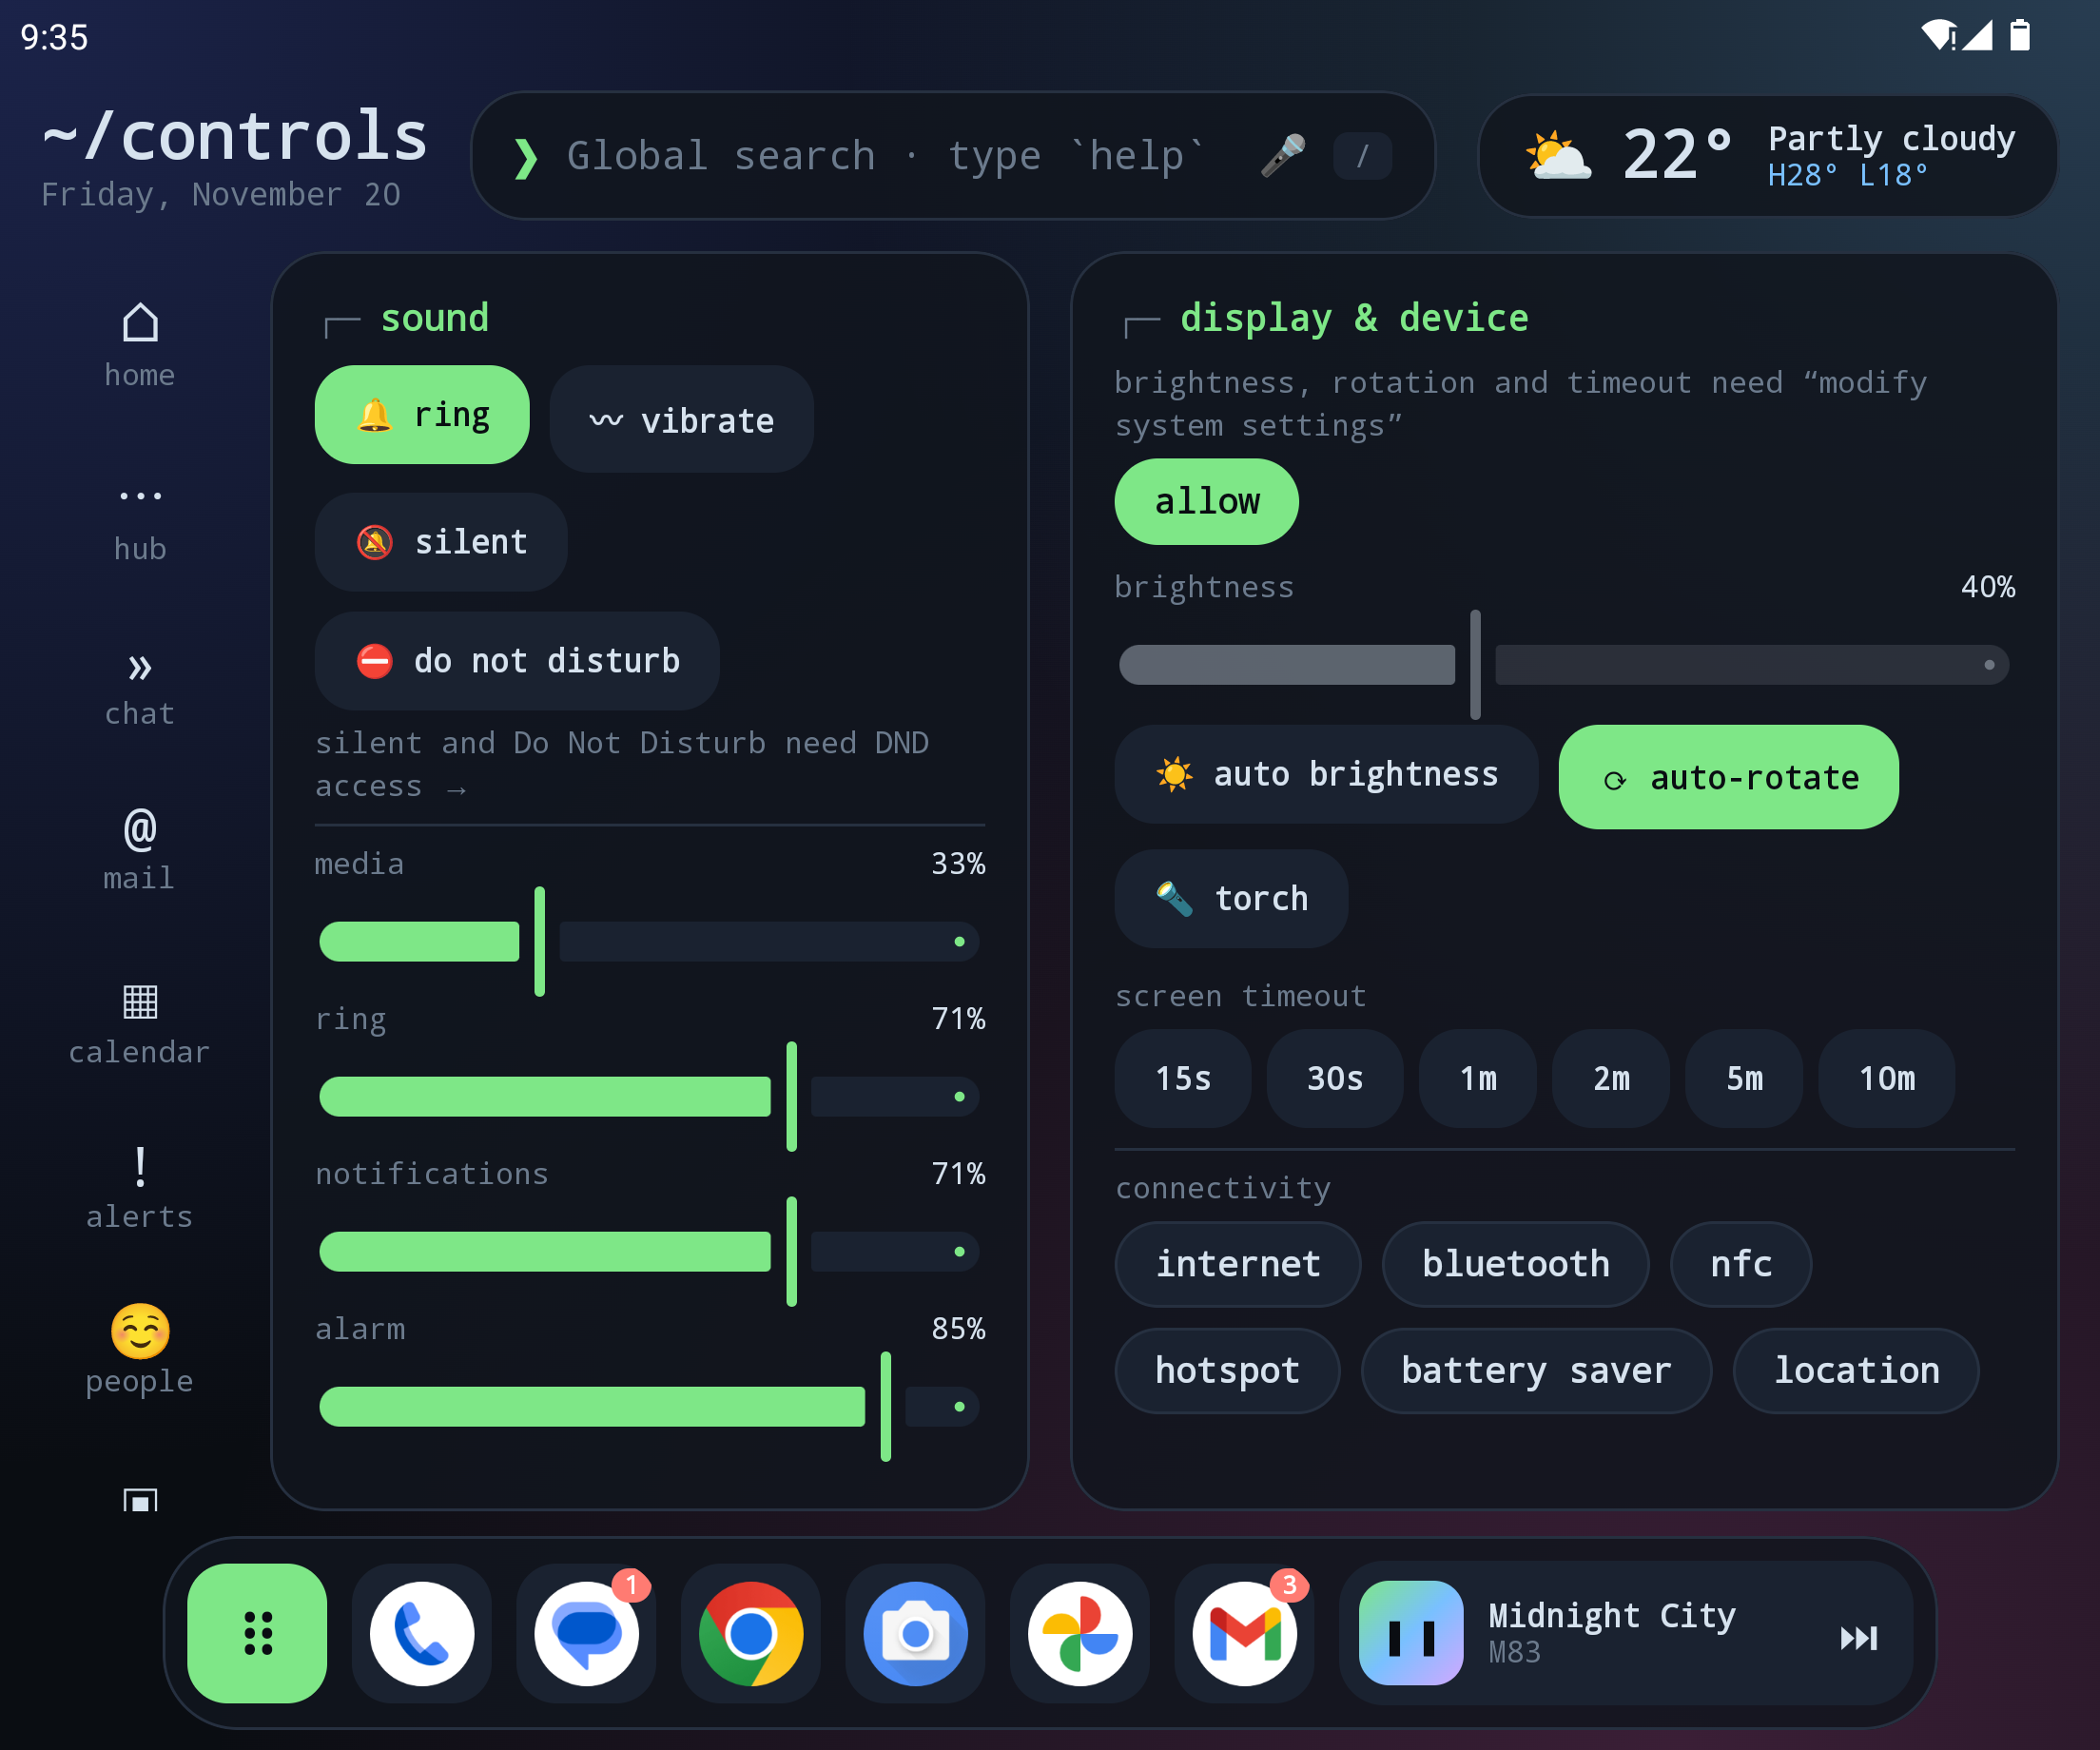 9:35
~/controls
Friday, November 20
❯ Global search · type `help` /
22° Partly cloudy
H28° L18°
home
hub
chat
@
mail
calendar
!
alerts
people
sound
ring
vibrate
silent
do not disturb
silent and Do Not Disturb need DND
access →
media 33%
ring 71%
notifications 71%
alarm 85%
display & device
brightness, rotation and timeout need “modify
system settings”
allow
brightness 40%
auto brightness
auto-rotate
torch
screen timeout
15s 30s 1m 2m 5m 10m
connectivity
internet bluetooth nfc
hotspot battery saver location
1
3
Midnight City
M83